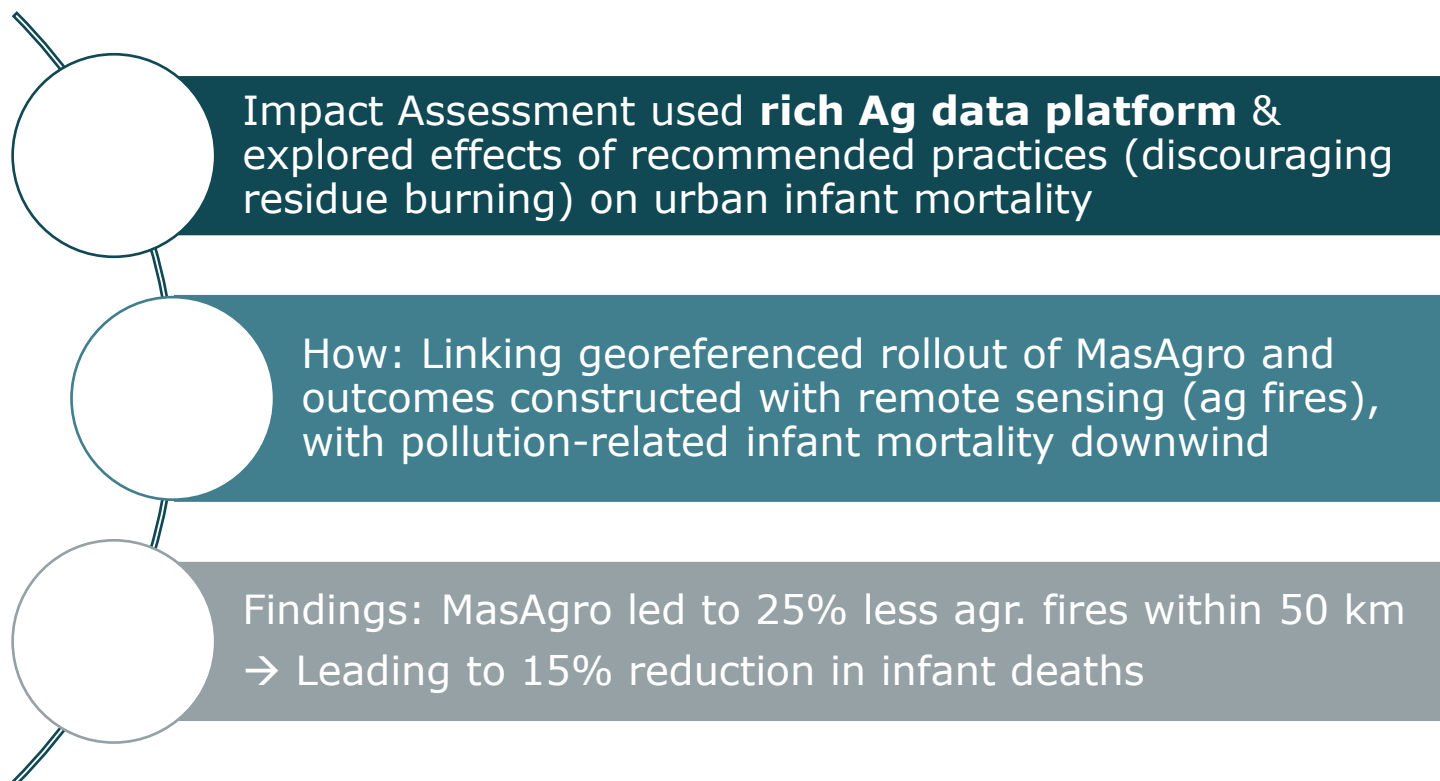 Impact Assessment used rich Ag data platform &
explored effects of recommended practices (discouraging
residue burning) on urban infant mortality
How: Linking georeferenced rollout of MasAgro and
outcomes constructed with remote sensing (ag fires),
with pollution-related infant mortality downwind
Findings: MasAgro led to 25% less agr. fires within 50 km
→ Leading to 15% reduction in infant deaths